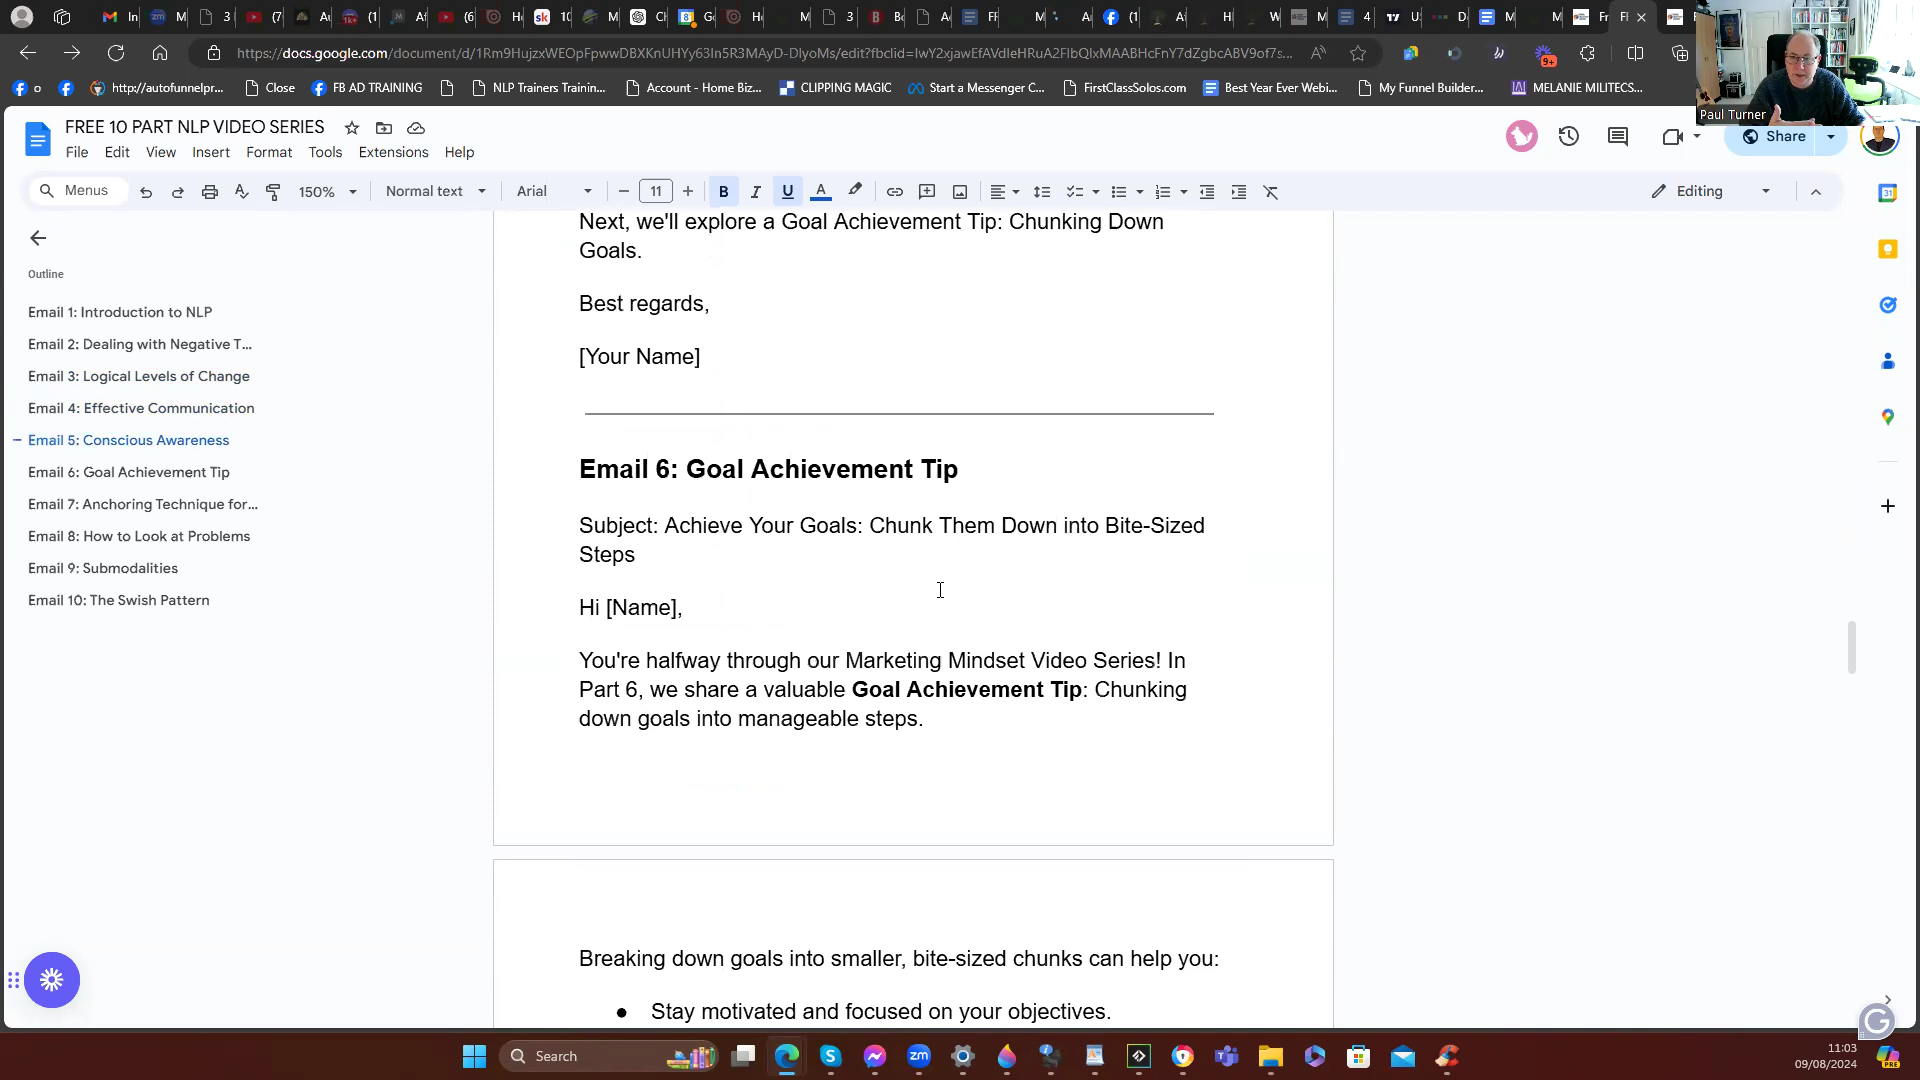 https://docs.google.com/document/d/1Rm9HujzxWEOpFpwwDBXKnUHYy63In5R3MAyD-DlyoMs/edit?fbclid=IwY2xjawEfAVdleHRuA2FlbQIxMAABHcFnY7dZgbcABV9of7s...
9+
o
http://autofunnelpr...
Close
FB AD TRAINING
NLP Trainers Trainin...
Account - Home Biz...
CLIPPING MAGIC
Start a Messenger C...
FirstClassSolos.com
Best Year Ever Webi...
My Funnel Builder...
MELANIE MILITECS...
Paul Turner
FREE 10 PART NLP VIDEO SERIES
File Edit View Insert Format Tools Extensions Help
Share
Menus
150%
Normal text
Arial
11
B I U A
Editing
Outline
Email 1: Introduction to NLP
Email 2: Dealing with Negative T...
Email 3: Logical Levels of Change
Email 4: Effective Communication
Email 5: Conscious Awareness
Email 6: Goal Achievement Tip
Email 7: Anchoring Technique for...
Email 8: How to Look at Problems
Email 9: Submodalities
Email 10: The Swish Pattern
Next, we'll explore a Goal Achievement Tip: Chunking Down
Goals.
Best regards,
[Your Name]
Email 6: Goal Achievement Tip
Subject: Achieve Your Goals: Chunk Them Down into Bite-Sized
Steps
Hi [Name],
You're halfway through our Marketing Mindset Video Series! In
Part 6, we share a valuable Goal Achievement Tip: Chunking
down goals into manageable steps.
Breaking down goals into smaller, bite-sized chunks can help you:
● Stay motivated and focused on your objectives.
Search
11:03
09/08/2024